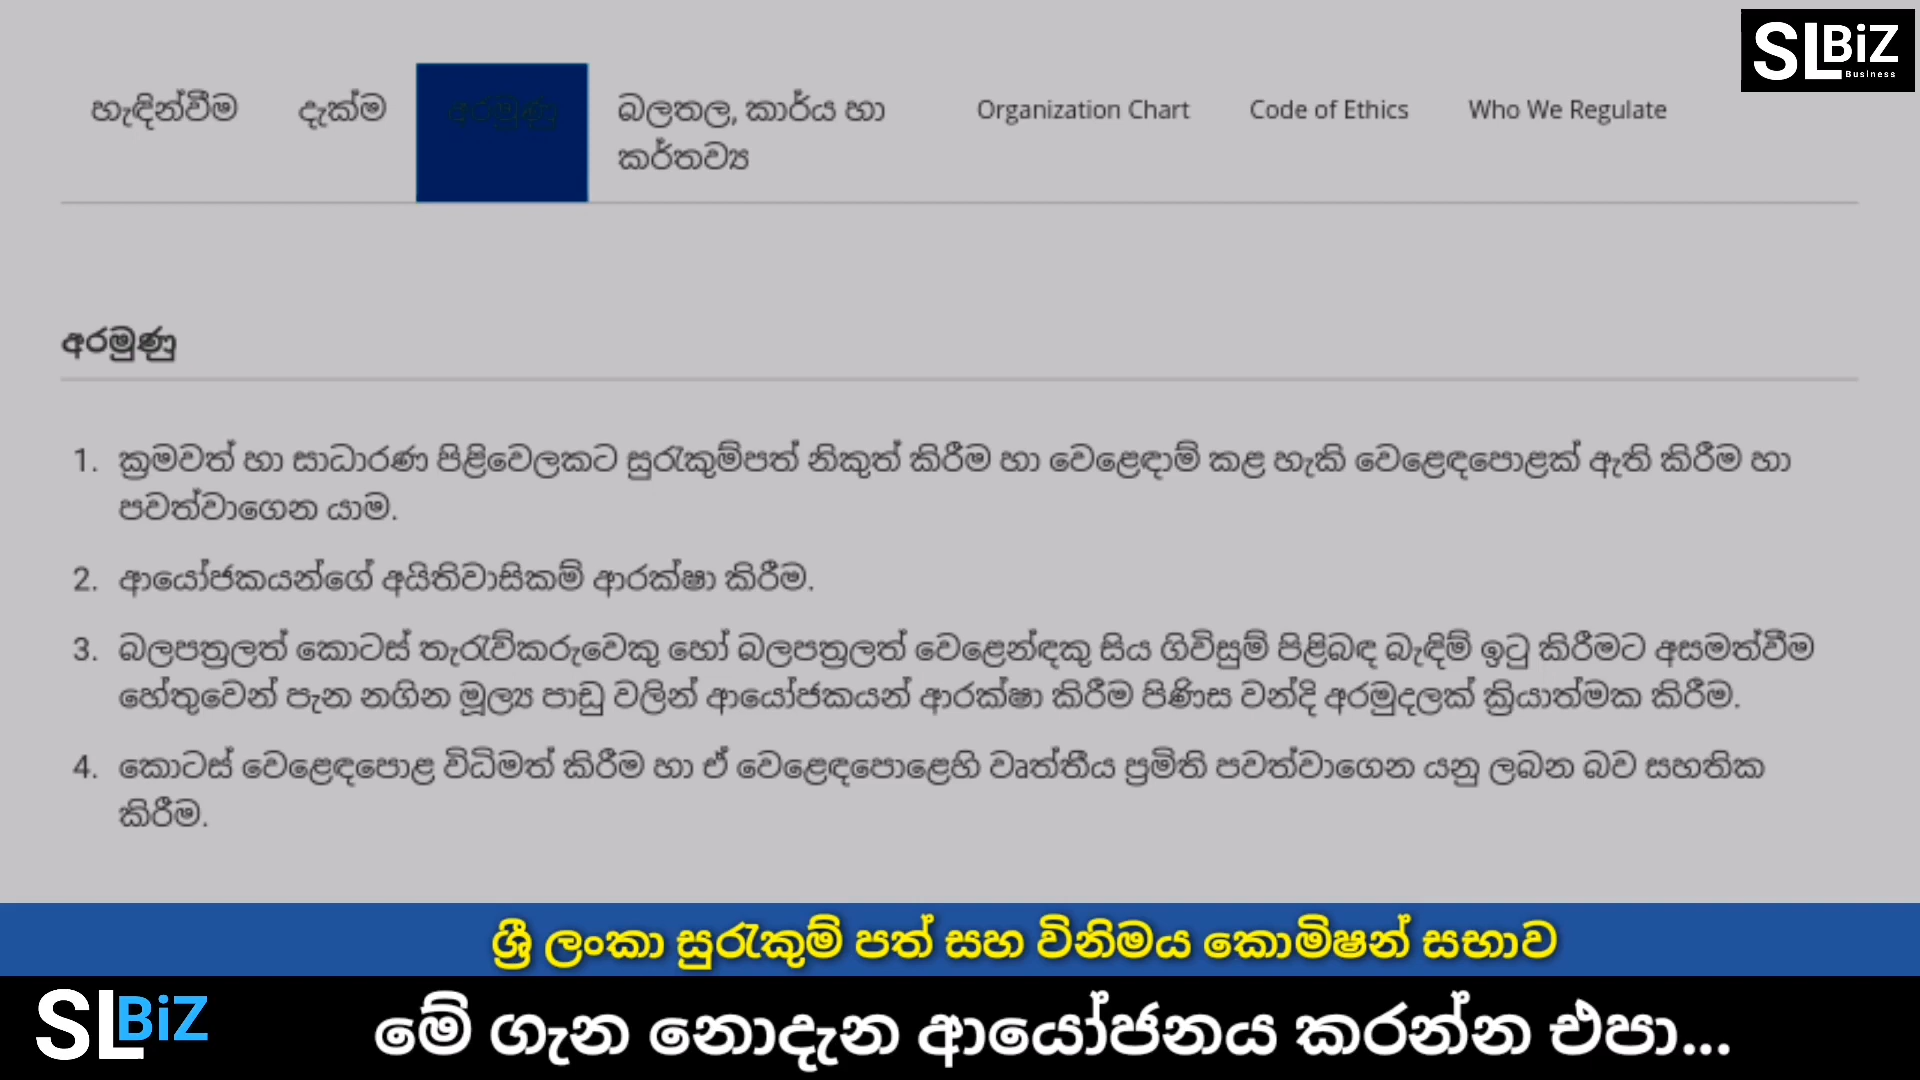 SLBiZ
Business
හැඳින්වීම දැක්ම අරමුණු බලතල, කාර්ය හා Organization Chart Code of Ethics Who We Regulate
කර්තව්‍ය
අරමුණු
1. ක්‍රමවත් හා සාධාරණ පිළිවෙලකට සුරැකුම්පත් නිකුත් කිරීම හා වෙළෙඳාම් කළ හැකි වෙළෙඳපොළක් ඇති කිරීම හා
පවත්වාගෙන යාම.
2. ආයෝජකයන්ගේ අයිතිවාසිකම් ආරක්ෂා කිරීම.
3. බලපත්‍රලත් කොටස් තැරැව්කරුවෙකු හෝ බලපත්‍රලත් වෙළෙන්දකු සිය ගිවිසුම් පිළිබඳ බැඳීම් ඉටු කිරීමට අසමත්වීම
හේතුවෙන් පැන නගින මූල්‍ය පාඩු වලින් ආයෝජකයන් ආරක්ෂා කිරීම පිණිස වන්දි අරමුදලක් ක්‍රියාත්මක කිරීම.
4. කොටස් වෙළෙඳපොළ විධිමත් කිරීම හා ඒ වෙළෙඳපොළෙහි වෘත්තීය ප්‍රමිති පවත්වාගෙන යනු ලබන බව සහතික
කිරීම.
ශ්‍රී ලංකා සුරැකුම් පත් සහ විනිමය කොමිෂන් සභාව
SLBiZ මේ ගැන නොදැන ආයෝජනය කරන්න එපා...